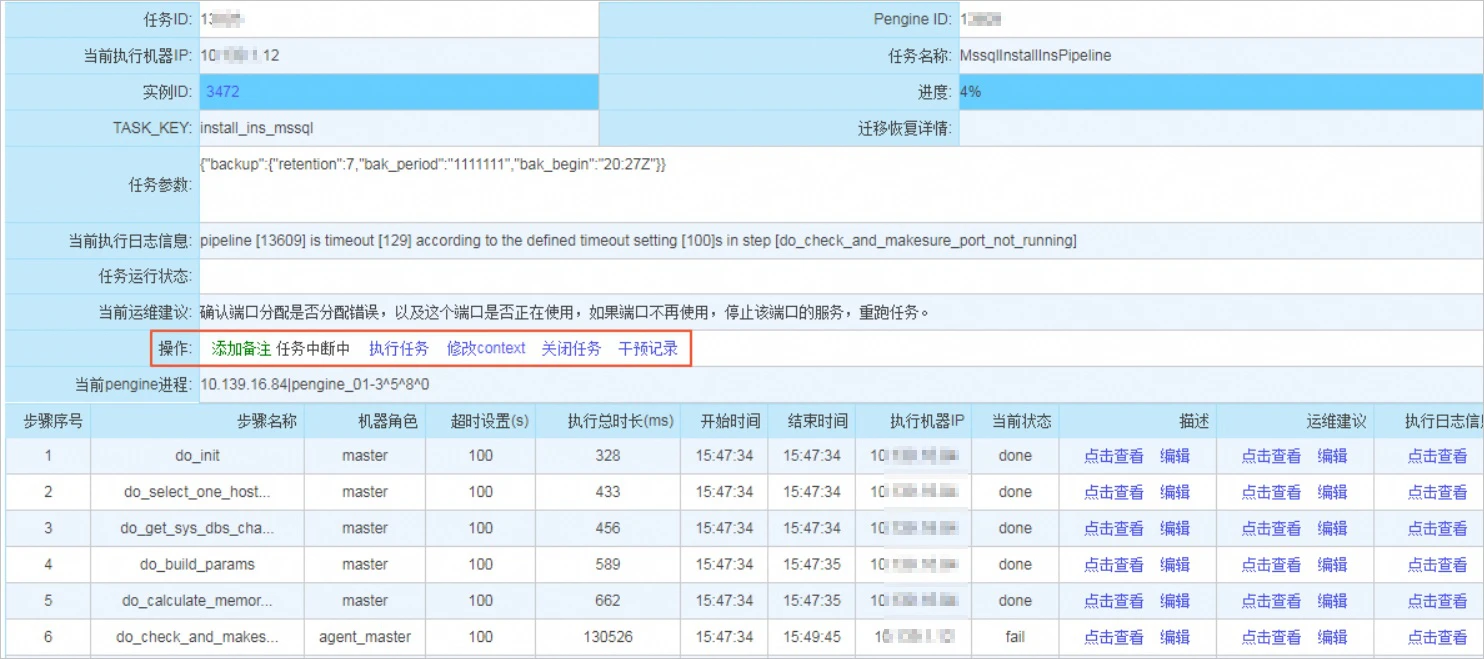 任务ID: Pengine ID:
当前执行机器IP: 任务名称: MssqlInstallInsPipeline
实例ID: 3472 进度: 4%
TASK_KEY: install_ins_mssql 迁移恢复详情:
任务参数: {"backup":{"retention":7,"bak_period":"1111111","bak_begin":"20:27Z"}}
当前执行日志信息: pipeline [13609] is timeout [129] according to the defined timeout setting [100]s in step [do_check_and_makesure_port_not_running]
任务运行状态:
当前运维建议: 确认端口分配是否分配错误，以及这个端口是否正在使用，如果端口不再使用，停止该端口的服务，重跑任务。
操作: 添加备注 任务中断中 执行任务 修改context 关闭任务 干预记录
当前pengine进程: 10.139.16.84|pengine_01-3^5^8^0
步骤序号 步骤名称 机器角色 超时设置(s) 执行总时长(ms) 开始时间 结束时间 执行机器IP 当前状态 描述 运维建议 执行日志信
1 do_init master 100 328 15:47:34 15:47:34 done 点击查看 编辑 点击查看 编辑 点击查看
2 do_select_one_host... master 100 433 15:47:34 15:47:34 done 点击查看 编辑 点击查看 编辑 点击查看
3 do_get_sys_dbs_cha... master 100 456 15:47:34 15:47:34 done 点击查看 编辑 点击查看 编辑 点击查看
4 do_build_params master 100 589 15:47:34 15:47:35 done 点击查看 编辑 点击查看 编辑 点击查看
5 do_calculate_memor... master 100 662 15:47:34 15:47:35 done 点击查看 编辑 点击查看 编辑 点击查看
6 do_check_and_makes... agent_master 100 130526 15:47:34 15:49:45 fail 点击查看 编辑 点击查看 编辑 点击查看